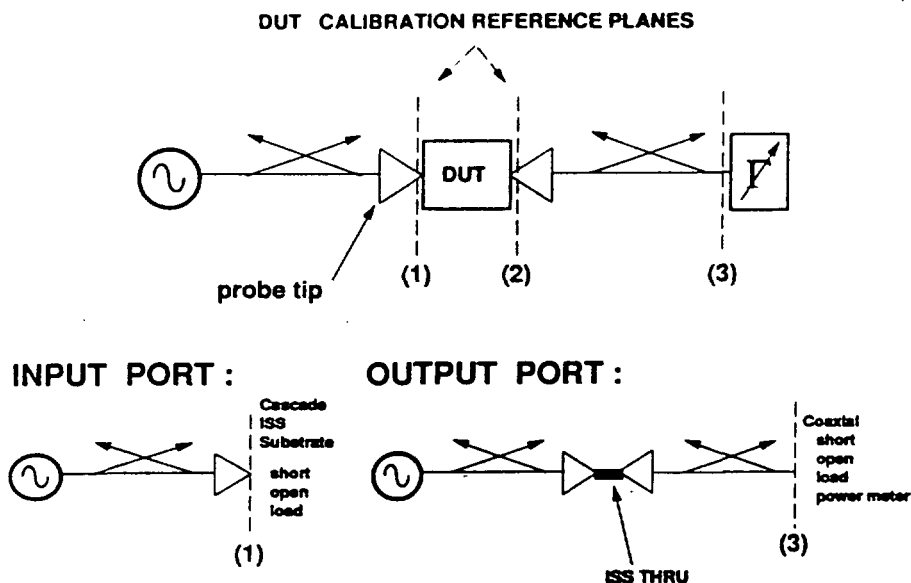 DUT CALIBRATION REFERENCE PLANES
DUT
Γ
probe tip
(1)
(2)
(3)
INPUT PORT :
OUTPUT PORT :
Cascade
ISS
Substrate
short
open
load
(1)
Coaxial
short
open
load
power meter
(3)
ISS THRU